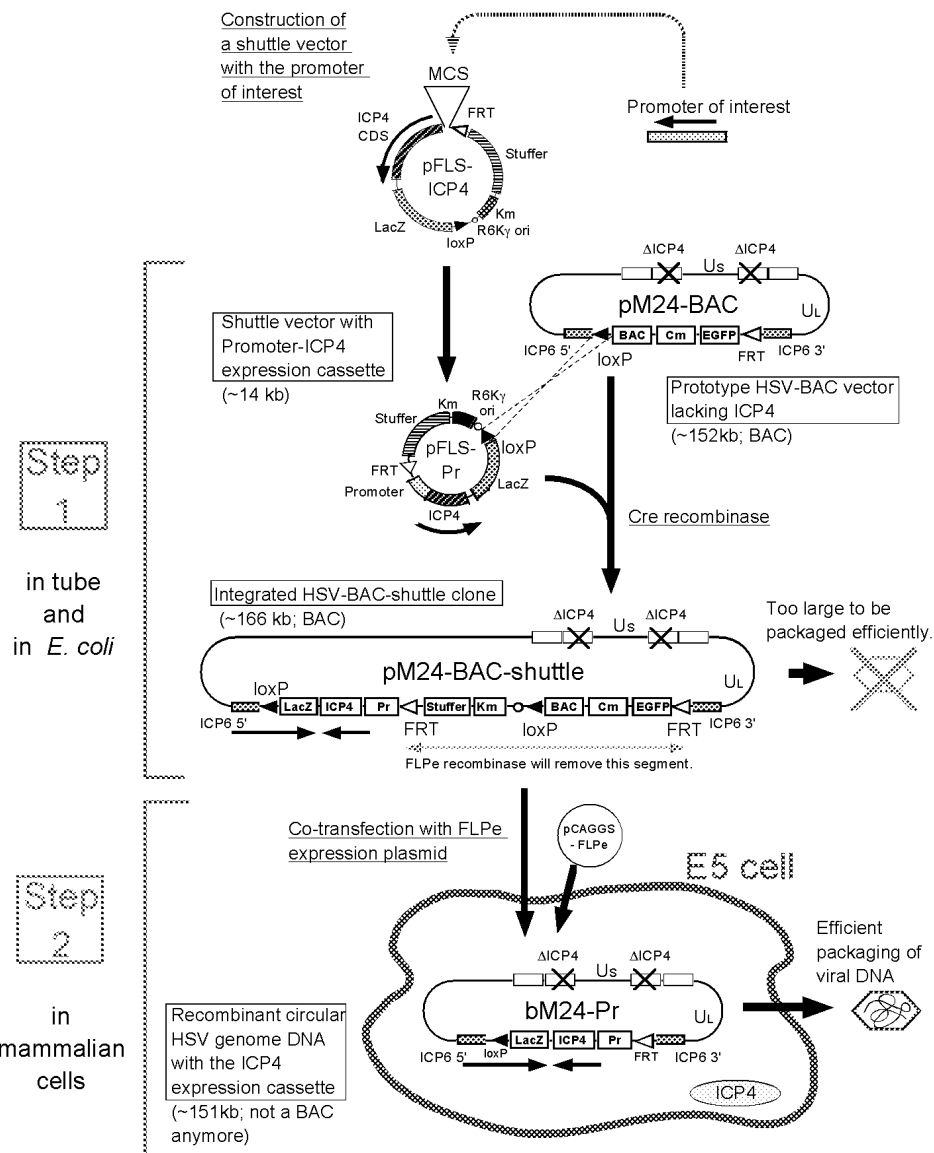 Construction of
a shuttle vector
with the promoter
of interest
MCS
FRT
ICP4
CDS
pFLS-
ICP4
Stuffer
Km
R6Kγ ori
loxP
LacZ
Promoter of interest
Step
1
in tube
and
in E. coli
Shuttle vector with
Promoter-ICP4
expression cassette
(~14 kb)
ΔICP4
Us
ΔICP4
pM24-BAC
UL
ICP6 5'
BAC
Cm
EGFP
ICP6 3'
loxP
FRT
Prototype HSV-BAC vector
lacking ICP4
(~152kb; BAC)
Km
R6Kγ
ori
Stuffer
pFLS-
Pr
loxP
FRT
LacZ
Promoter
ICP4
Cre recombinase
Integrated HSV-BAC-shuttle clone
(~166 kb; BAC)
ΔICP4
Us
ΔICP4
pM24-BAC-shuttle
UL
Too large to be
packaged efficiently.
loxP
ICP6 5'
LacZ
ICP4
Pr
Stuffer
Km
BAC
Cm
EGFP
ICP6 3'
FRT
loxP
FRT
FLPe recombinase will remove this segment.
Step
2
in
mammalian
cells
Co-transfection with FLPe
expression plasmid
pCAGGS
- FLPe
E5 cell
Recombinant circular
HSV genome DNA
with the ICP4
expression cassette
(~151kb; not a BAC
anymore)
ΔICP4
Us
ΔICP4
bM24-Pr
UL
ICP6 5'
loxP
LacZ
ICP4
Pr
FRT
ICP6 3'
ICP4
Efficient
packaging of
viral DNA